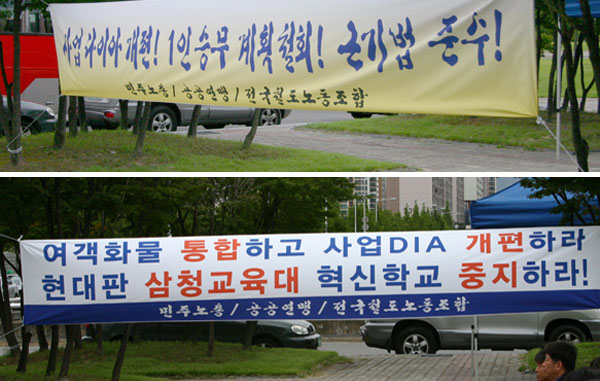 사업 다이아 개편! 1인승무 계획철회! 근기법 준수!
민주노총 / 공공연맹 / 전국철도노동조합
여객화물 통합하고 사업DIA 개편하라
현대판 삼청교육대 혁신학교 중지하라!
민주노총 / 공공연맹 / 전국철도노동조합